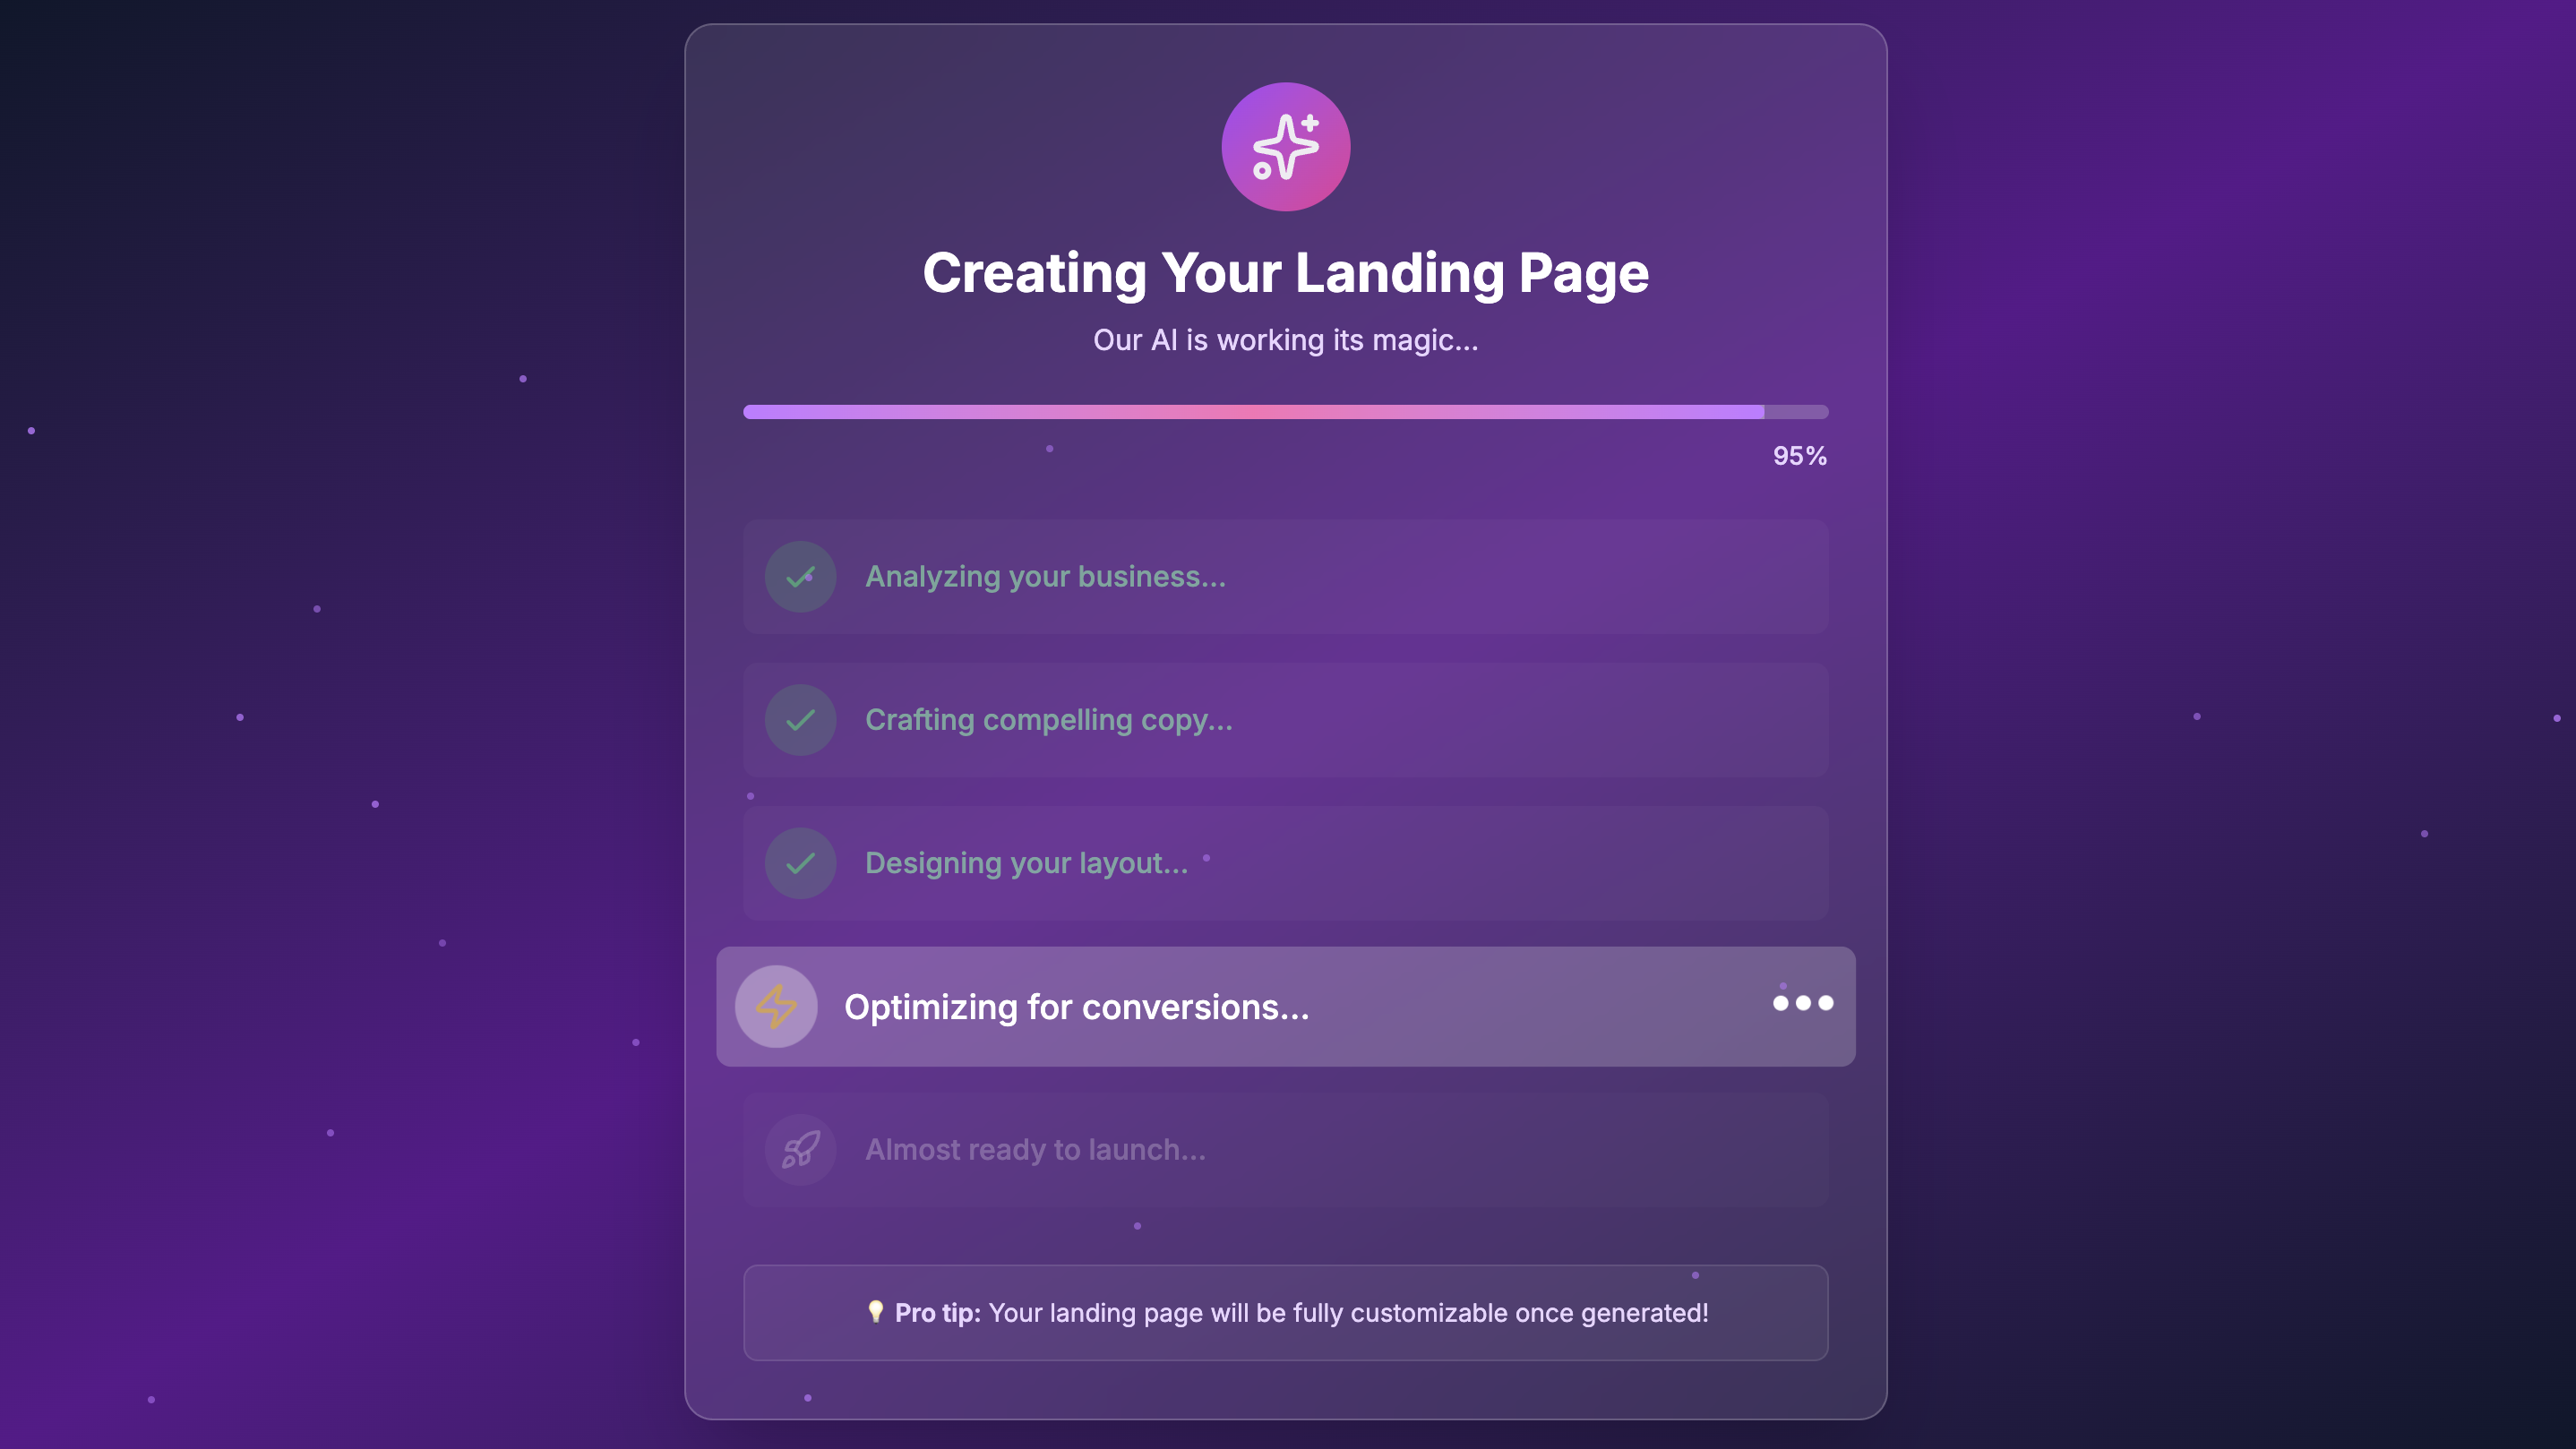 Creating Your Landing Page
Our AI is working its magic...
95%
Analyzing your business...
Crafting compelling copy...
Designing your layout...
Optimizing for conversions...
Almost ready to launch...
💡 Pro tip: Your landing page will be fully customizable once generated!